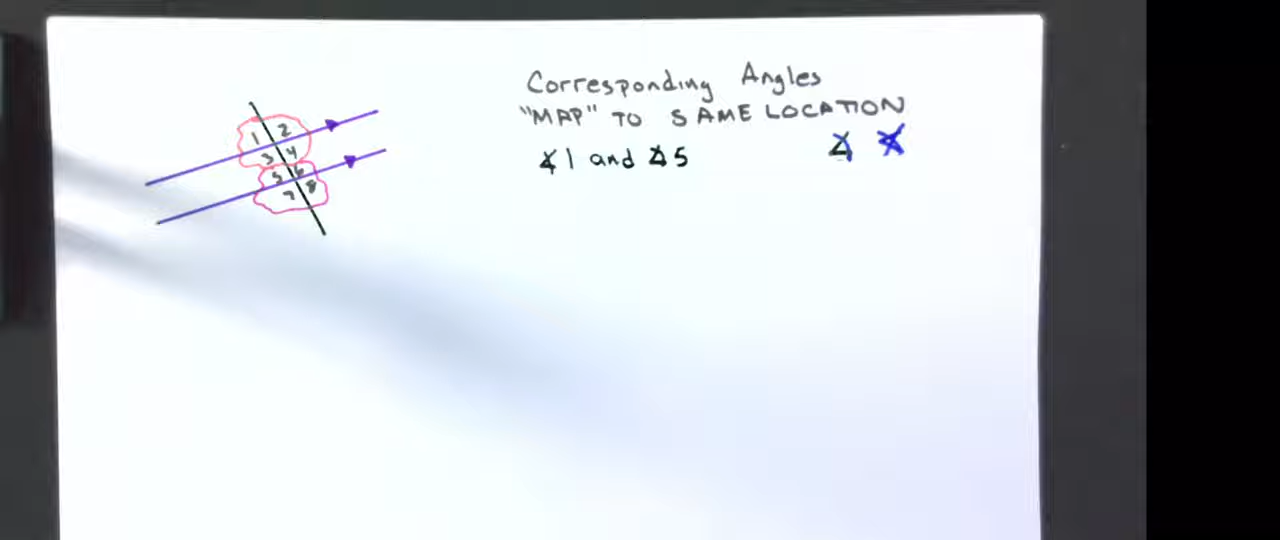 Corresponding Angles
"MAP" TO SAME LOCATION
∡1 and ∡5 ∡ ∡
1 2
3 4
5 6
7 8